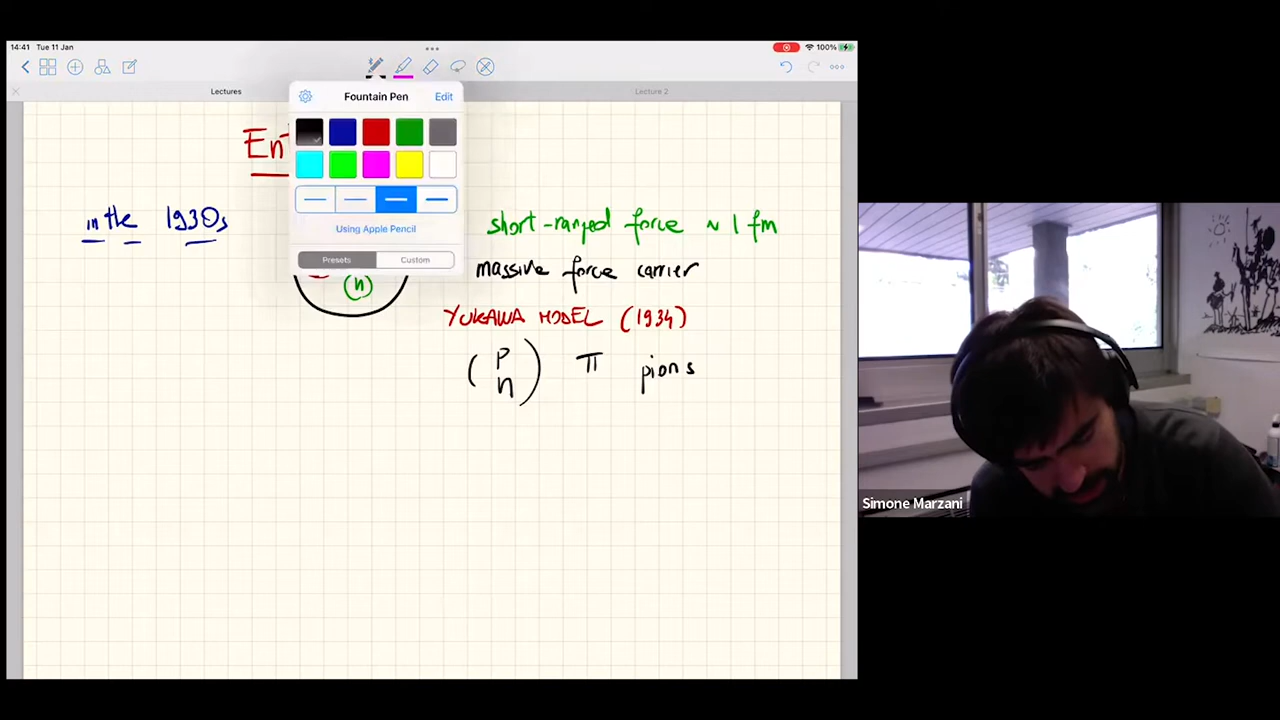 14:41 Tue 11 Jan
100%
Lectures
Lecture 2
Fountain Pen
Edit
Using Apple Pencil
Presets
Custom
in the 1930s
short-ranged force ~ 1 fm
massive force carrier
n
YUKAWA MODEL (1934)
( p n ) π pions
Simone Marzani